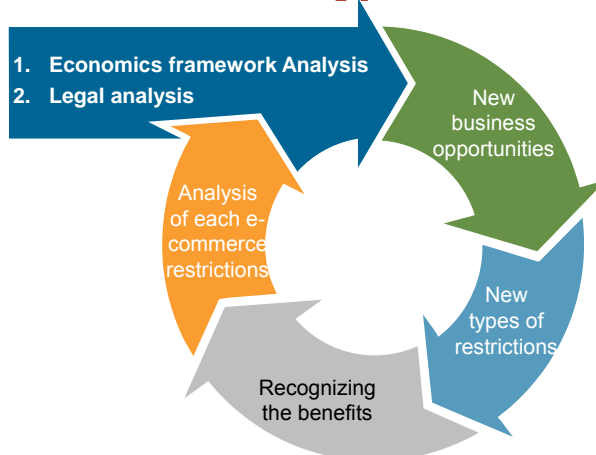 1. Economics framework Analysis
2. Legal analysis
New
business
opportunities
New
types of
restrictions
Recognizing
the benefits
Analysis
of each e-
commerce
restrictions